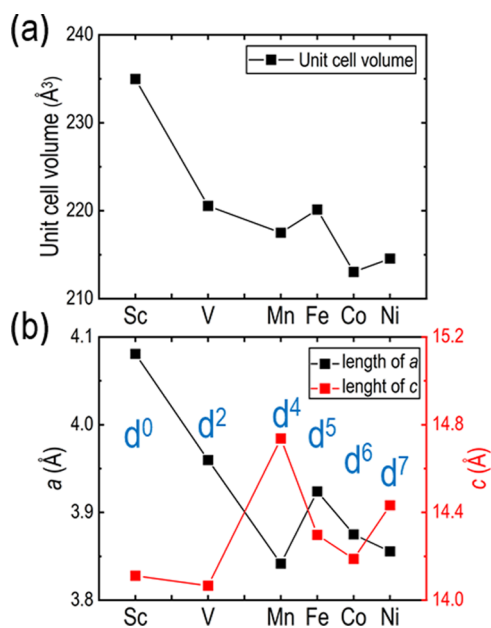 (a)
240
230
220
210
Unit cell volume (Å³)
Unit cell volume
Sc V Mn Fe Co Ni
(b)
4.1
4.0
3.9
3.8
a (Å)
length of a
lenght of c
d⁰ d² d⁴ d⁵ d⁶ d⁷
15.2
14.8
14.4
14.0
c (Å)
Sc V Mn Fe Co Ni